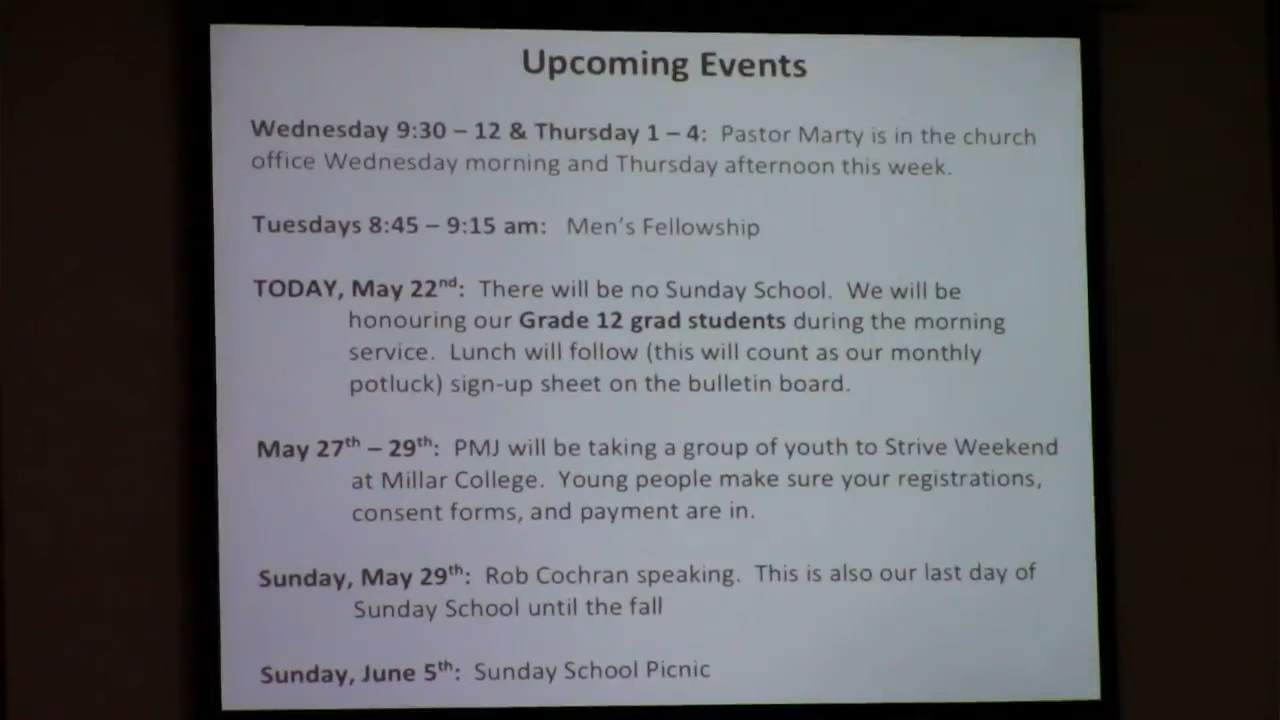 Upcoming Events
Wednesday 9:30 – 12 & Thursday 1 – 4: Pastor Marty is in the church
office Wednesday morning and Thursday afternoon this week.
Tuesdays 8:45 – 9:15 am: Men's Fellowship
TODAY, May 22nd: There will be no Sunday School. We will be
honouring our Grade 12 grad students during the morning
service. Lunch will follow (this will count as our monthly
potluck) sign-up sheet on the bulletin board.
May 27th – 29th: PMJ will be taking a group of youth to Strive Weekend
at Millar College. Young people make sure your registrations,
consent forms, and payment are in.
Sunday, May 29th: Rob Cochran speaking. This is also our last day of
Sunday School until the fall
Sunday, June 5th: Sunday School Picnic